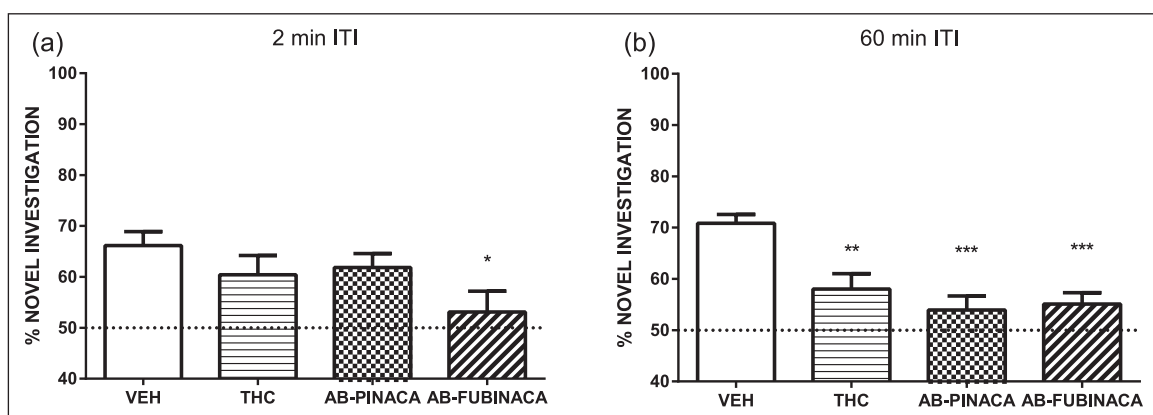 (a) 2 min ITI
% NOVEL INVESTIGATION
100
90
80
70
60
50
40
*
VEH THC AB-PINACA AB-FUBINACA
(b) 60 min ITI
% NOVEL INVESTIGATION
100
90
80
70
60
50
40
** *** ***
VEH THC AB-PINACA AB-FUBINACA